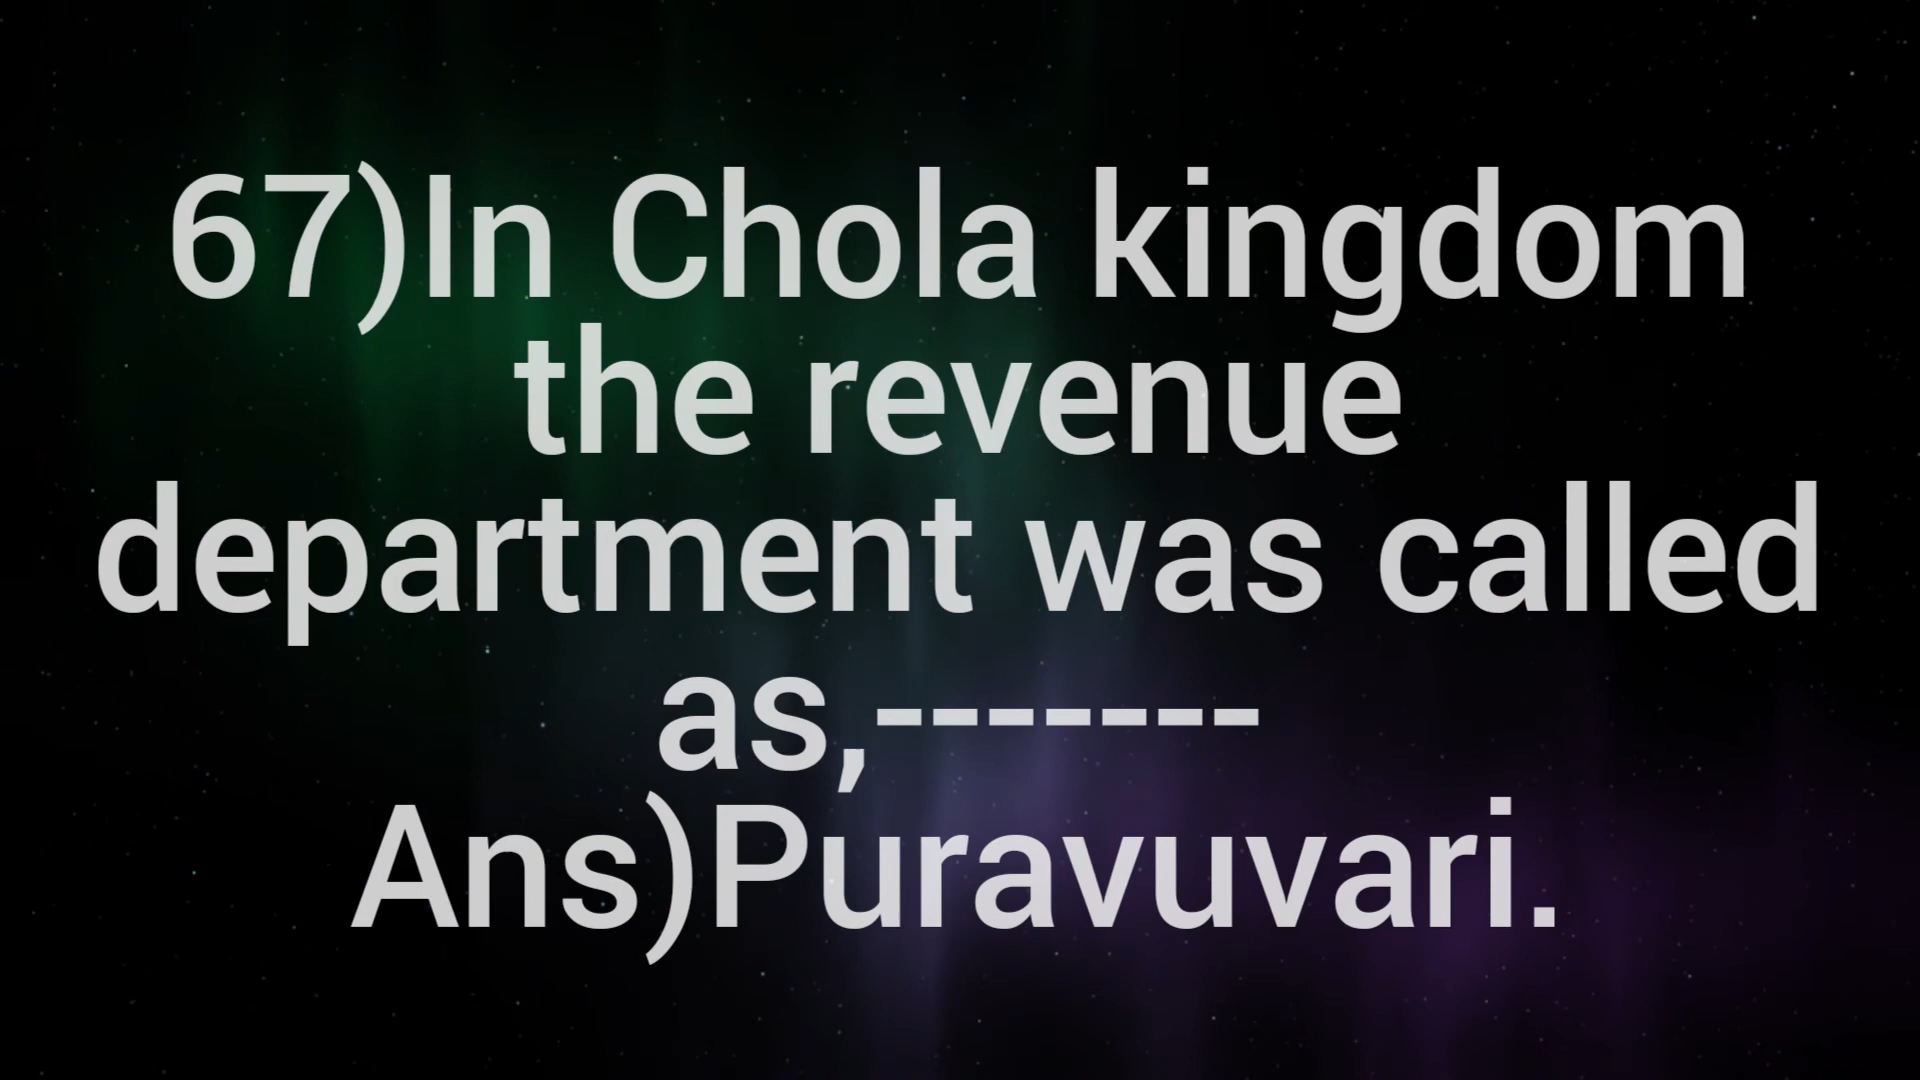 67)In Chola kingdom
the revenue
department was called
as,-------
Ans)Puravuvari.